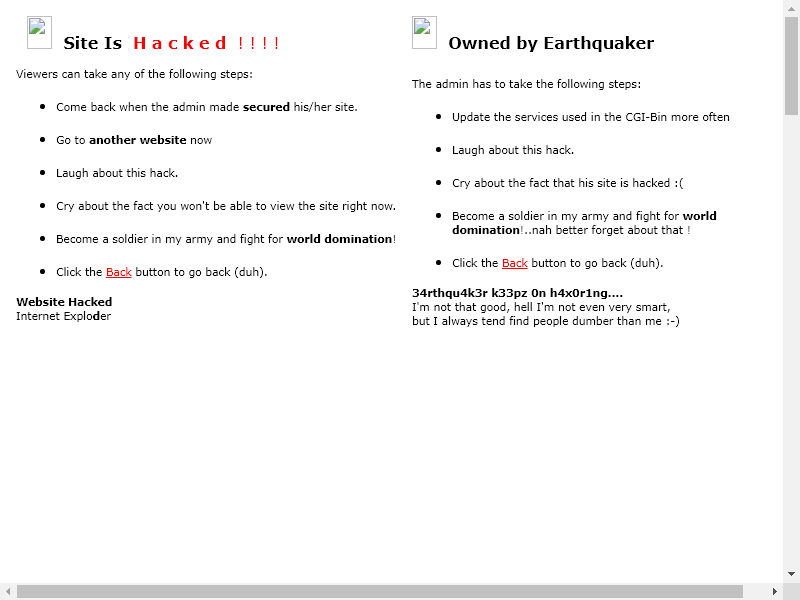 Site Is H a c k e d ! ! ! !
Viewers can take any of the following steps:
Come back when the admin made secured his/her site.
Go to another website now
Laugh about this hack.
Cry about the fact you won't be able to view the site right now.
Become a soldier in my army and fight for world domination!
Click the Back button to go back (duh).
Website Hacked
Internet Exploder
Owned by Earthquaker
The admin has to take the following steps:
Update the services used in the CGI-Bin more often
Laugh about this hack.
Cry about the fact that his site is hacked :(
Become a soldier in my army and fight for world
domination!..nah better forget about that !
Click the Back button to go back (duh).
34rthqu4k3r k33pz 0n h4x0r1ng....
I'm not that good, hell I'm not even very smart,
but I always tend find people dumber than me :-)